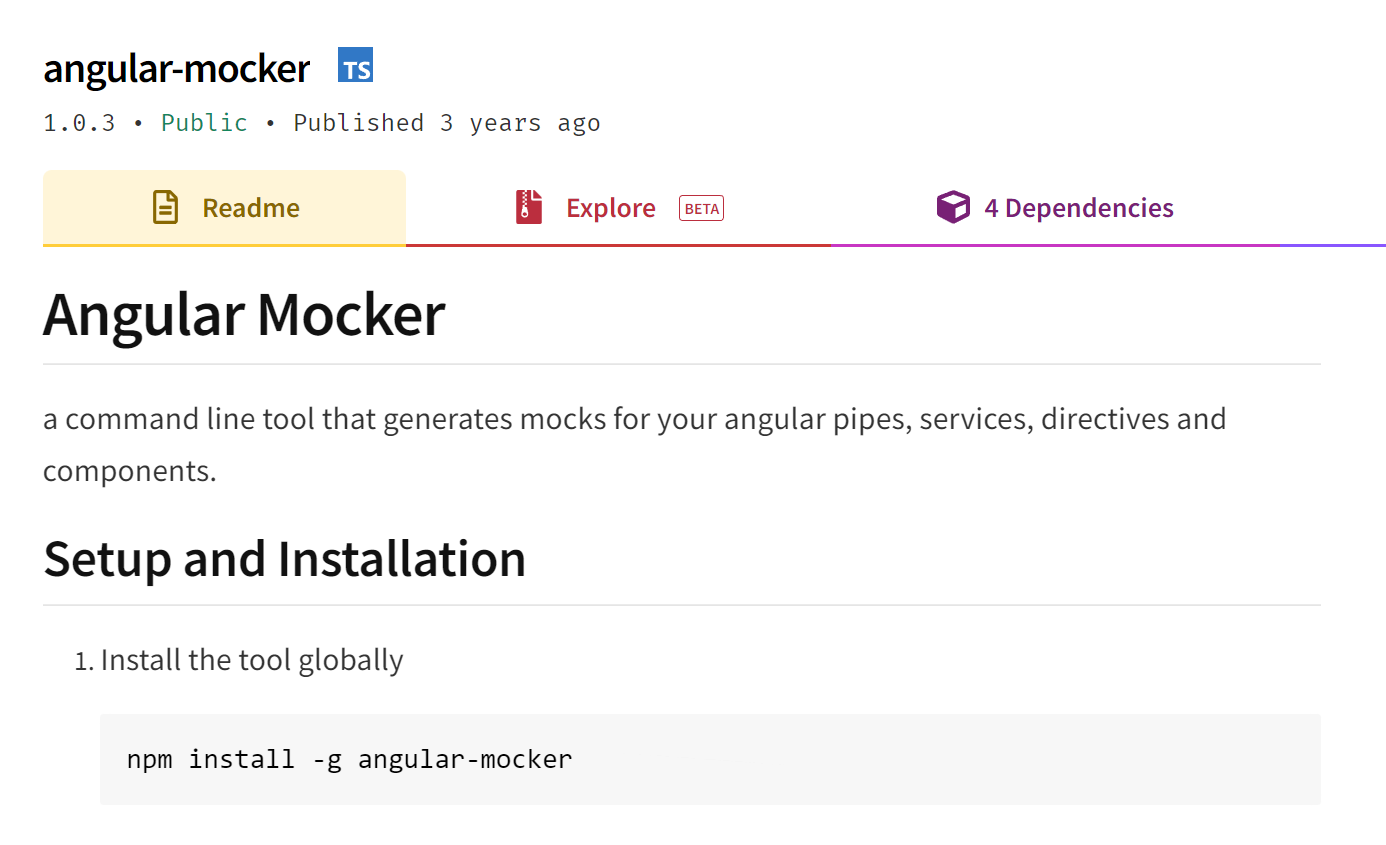 angular-mocker TS
1.0.3 • Public • Published 3 years ago
Readme Explore BETA 4 Dependencies
Angular Mocker
a command line tool that generates mocks for your angular pipes, services, directives and
components.
Setup and Installation
1. Install the tool globally
npm install -g angular-mocker